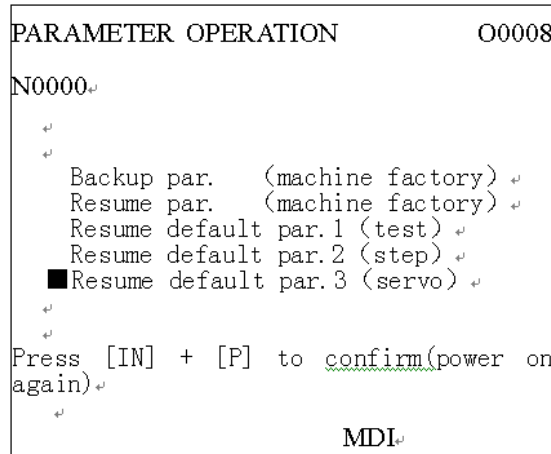 PARAMETER OPERATION O0008
N0000
Backup par. (machine factory)
Resume par. (machine factory)
Resume default par.1 (test)
Resume default par.2 (step)
Resume default par.3 (servo)
Press [IN] + [P] to confirm(power on
again)
MDI